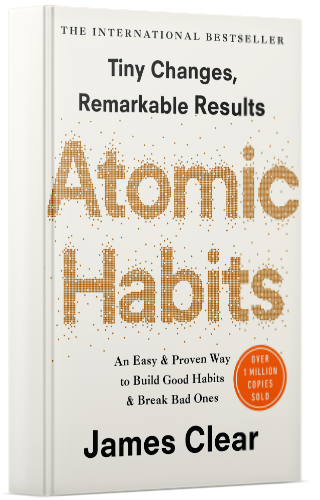 THE INTERNATIONAL BESTSELLER
Tiny Changes,
Remarkable Results
Atomic
Habits
An Easy & Proven Way
to Build Good Habits
& Break Bad Ones
OVER
1 MILLION
COPIES
SOLD
James Clear